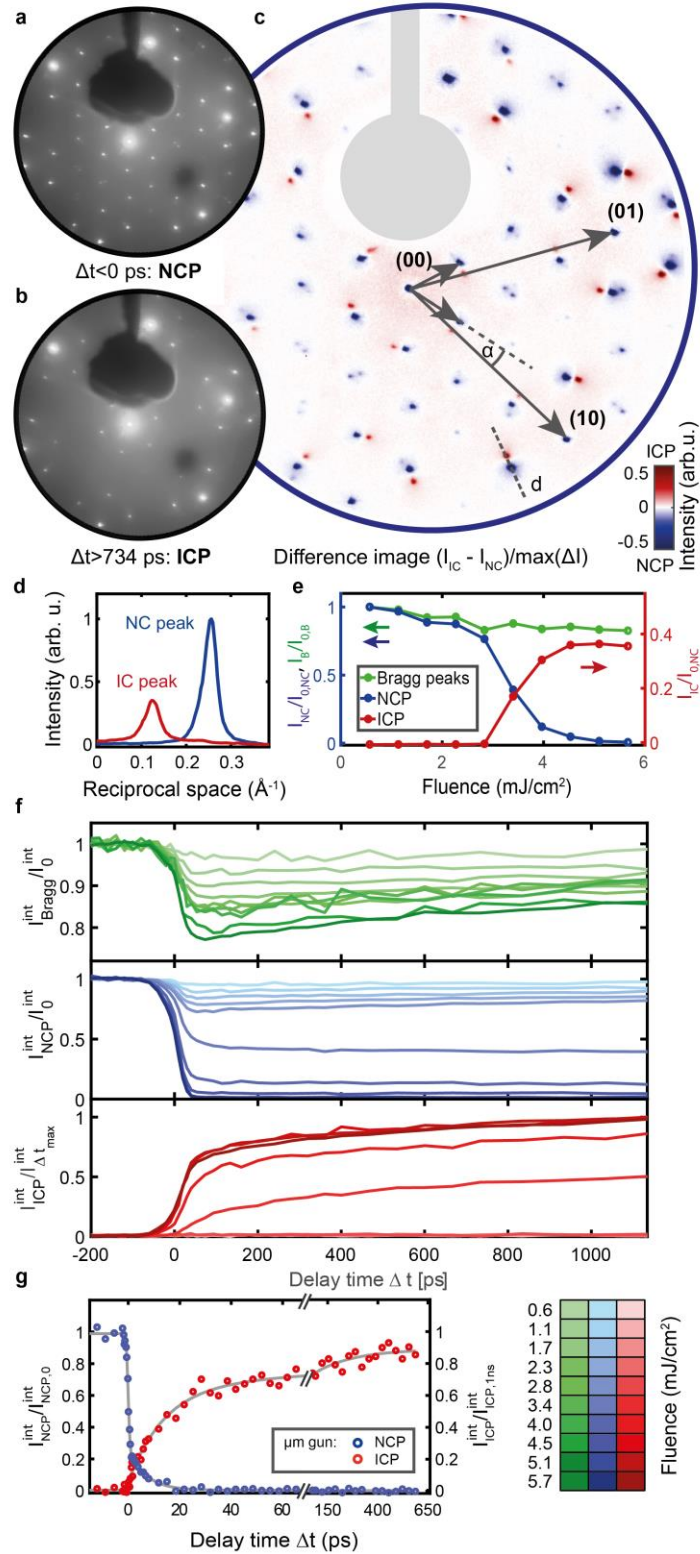 a
c
(01)
(00)
Δt<0 ps: NCP
b
α
(10)
d
ICP
0.5
0
-0.5
NCP
Intensity (arb.u.)
Δt>734 ps: ICP
Difference image (I_IC - I_NC)/max(ΔI)
d
NC peak
IC peak
1
0.5
0
Intensity (arb. u.)
0 0.1 0.2 0.3
Reciprocal space (Å⁻¹)
e
1
0.5
0
I_NC/I_0,NC, I_B/I_0,B
Bragg peaks
NCP
ICP
0.4
0.2
0
I_IC/I_0,NC
0 2 4 6
Fluence (mJ/cm²)
f
1
0.9
0.8
I^int_Bragg/I^int_0
1
0.5
0
I^int_NCP/I^int_0
1
0.5
0
I^int_ICP/I^int_Δt_max
-200 0 200 400 600 800 1000
Delay time Δ t [ps]
g
1
0.8
0.6
0.4
0.2
0
I^int_NCP/I^int_NCP,0
μm gun:
NCP
ICP
1
0.8
0.6
0.4
0.2
0
I^int_ICP/I^int_ICP,1ns
0 20 40 60 150 400 650
Delay time Δt (ps)
0.6
1.1
1.7
2.3
2.8
3.4
4.0
4.5
5.1
5.7
Fluence (mJ/cm²)